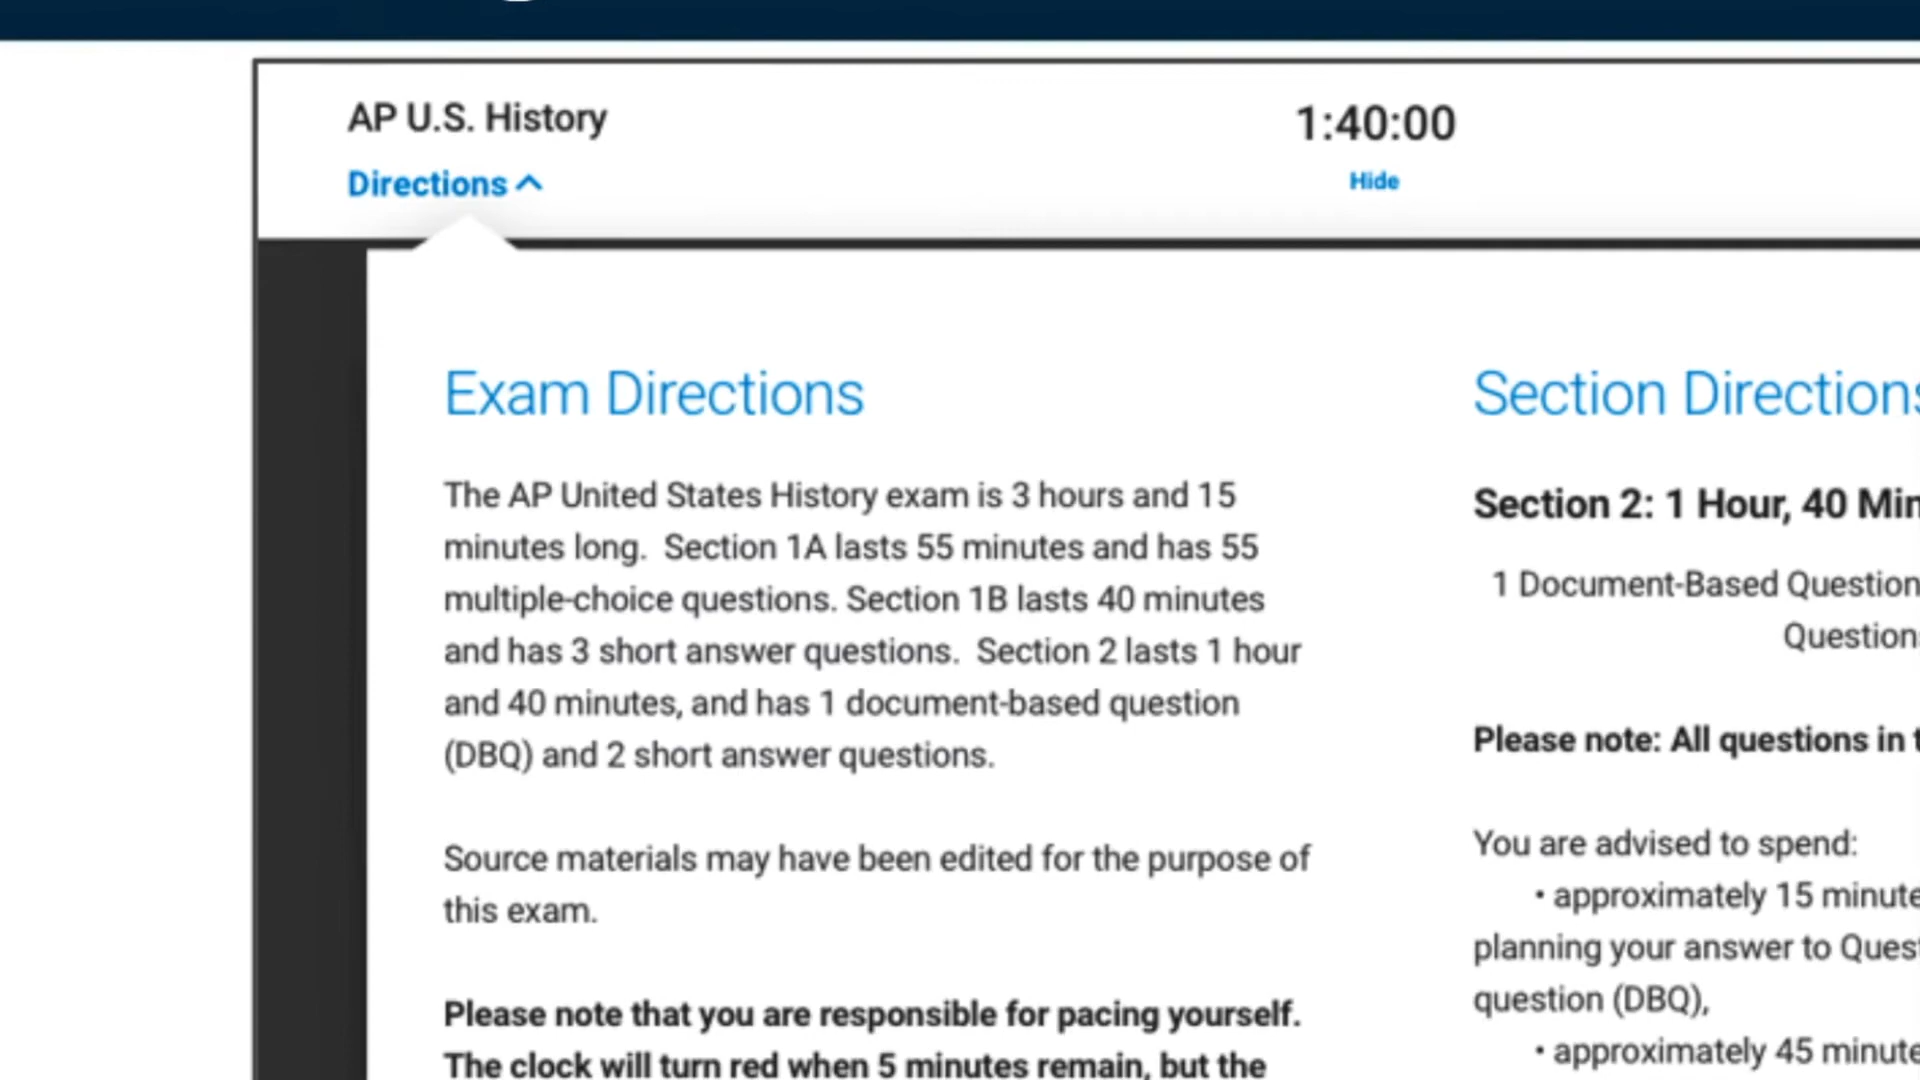 AP U.S. History
1:40:00
Directions
Hide
Exam Directions
The AP United States History exam is 3 hours and 15
minutes long. Section 1A lasts 55 minutes and has 55
multiple-choice questions. Section 1B lasts 40 minutes
and has 3 short answer questions. Section 2 lasts 1 hour
and 40 minutes, and has 1 document-based question
(DBQ) and 2 short answer questions.
Source materials may have been edited for the purpose of
this exam.
Please note that you are responsible for pacing yourself.
The clock will turn red when 5 minutes remain, but the
Section Directions
Section 2: 1 Hour, 40 Min
1 Document-Based Question
Questions
Please note: All questions in t
You are advised to spend:
• approximately 15 minute
planning your answer to Quest
question (DBQ),
• approximately 45 minute